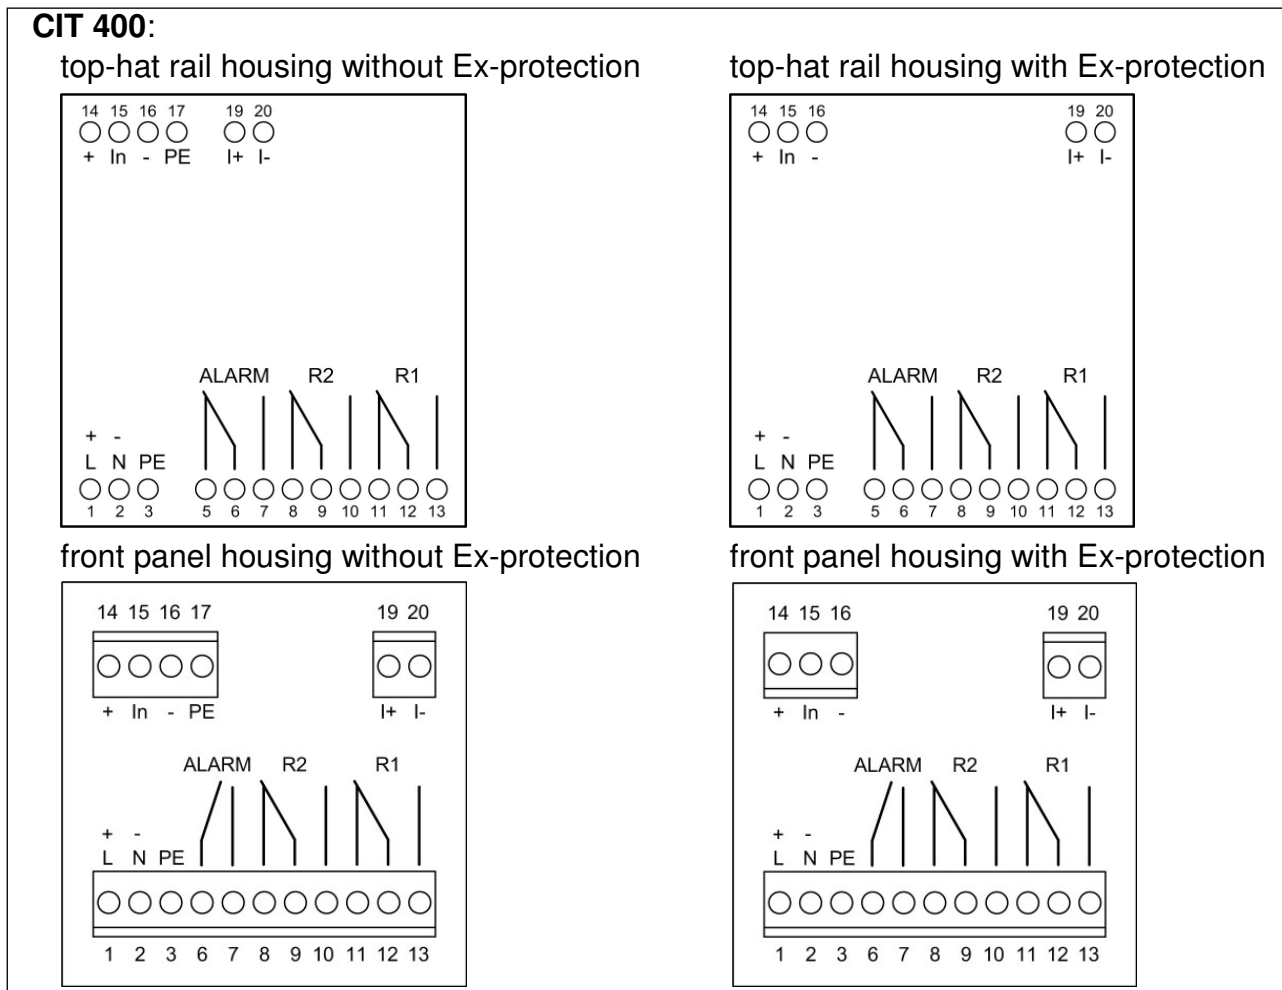 CIT 400:
top-hat rail housing without Ex-protection
14 15 16 17 19 20
+ In - PE I+ I-
ALARM R2 R1
+ -
L N PE
1 2 3 5 6 7 8 9 10 11 12 13
top-hat rail housing with Ex-protection
14 15 16 19 20
+ In - I+ I-
ALARM R2 R1
+ -
L N PE
1 2 3 5 6 7 8 9 10 11 12 13
front panel housing without Ex-protection
14 15 16 17 19 20
+ In - PE I+ I-
ALARM R2 R1
+ -
L N PE
1 2 3 6 7 8 9 10 11 12 13
front panel housing with Ex-protection
14 15 16 19 20
+ In - I+ I-
ALARM R2 R1
+ -
L N PE
1 2 3 6 7 8 9 10 11 12 13